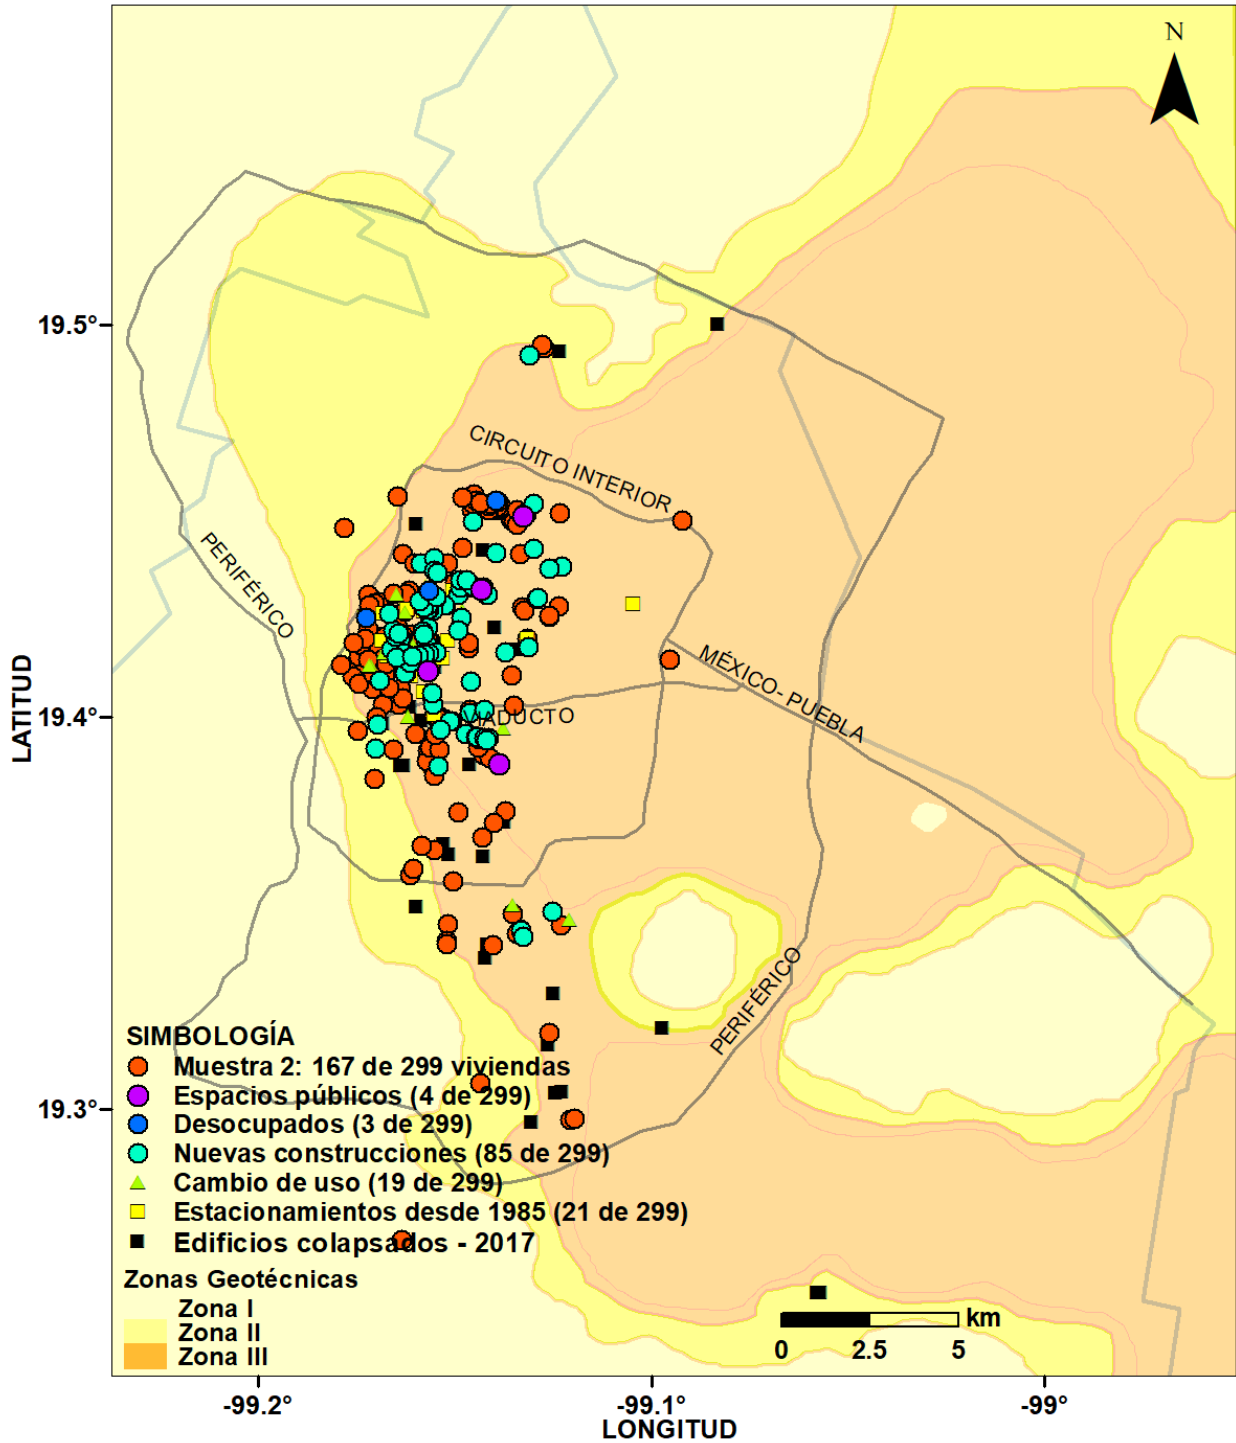 N
19.5°
19.4°
19.3°
LATITUD
CIRCUITO INTERIOR
PERIFÉRICO
MÉXICO- PUEBLA
VIADUCTO
PERIFÉRICO
SIMBOLOGÍA
Muestra 2: 167 de 299 viviendas
Espacios públicos (4 de 299)
Desocupados (3 de 299)
Nuevas construcciones (85 de 299)
Cambio de uso (19 de 299)
Estacionamientos desde 1985 (21 de 299)
Edificios colapsados - 2017
Zonas Geotécnicas
Zona I
Zona II
Zona III
km
0 2.5 5
-99.2° -99.1° -99°
LONGITUD